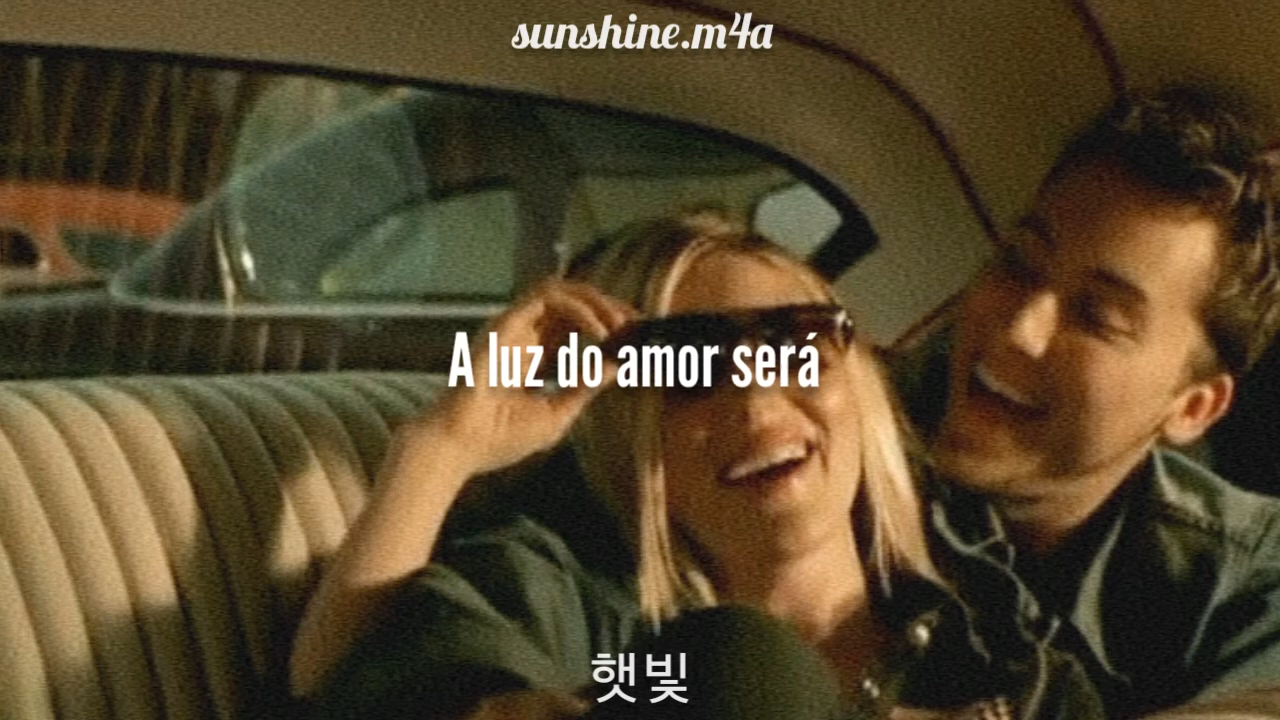 sunshine.m4a
A luz do amor será
햇빛